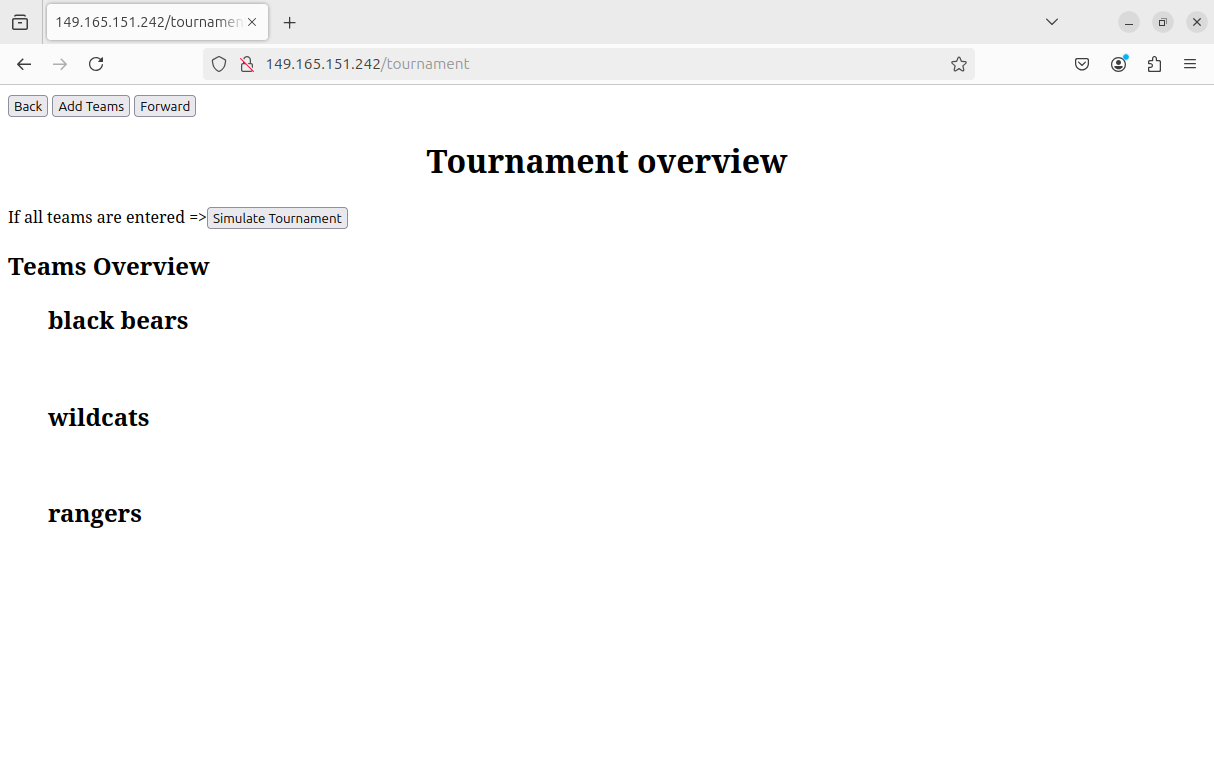 149.165.151.242/tournamen
149.165.151.242/tournament
Back Add Teams Forward
Tournament overview
If all teams are entered =>Simulate Tournament
Teams Overview
black bears
wildcats
rangers